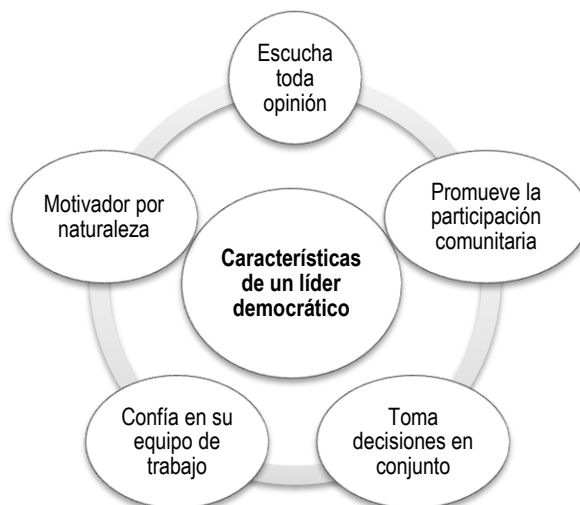 Escucha
toda
opinión
Motivador por
naturaleza
Promueve la
participación
comunitaria
Características
de un líder
democrático
Confía en su
equipo de
trabajo
Toma
decisiones en
conjunto